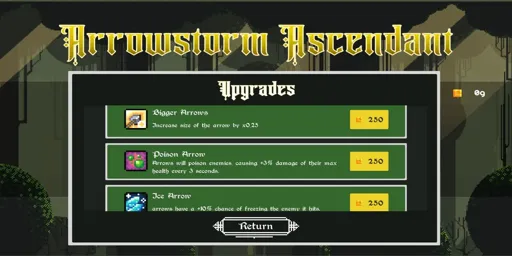 Arrowstorm Ascendant
Upgrades
0g
Bigger Arrows
Increase size of the arrow by x0.25
250
Poison Arrow
Arrows will poison enemies, causing +3% damage of their max
health every 3 seconds.
250
Ice Arrow
arrows have a +10% chance of freezing the enemy it hits.
250
Return